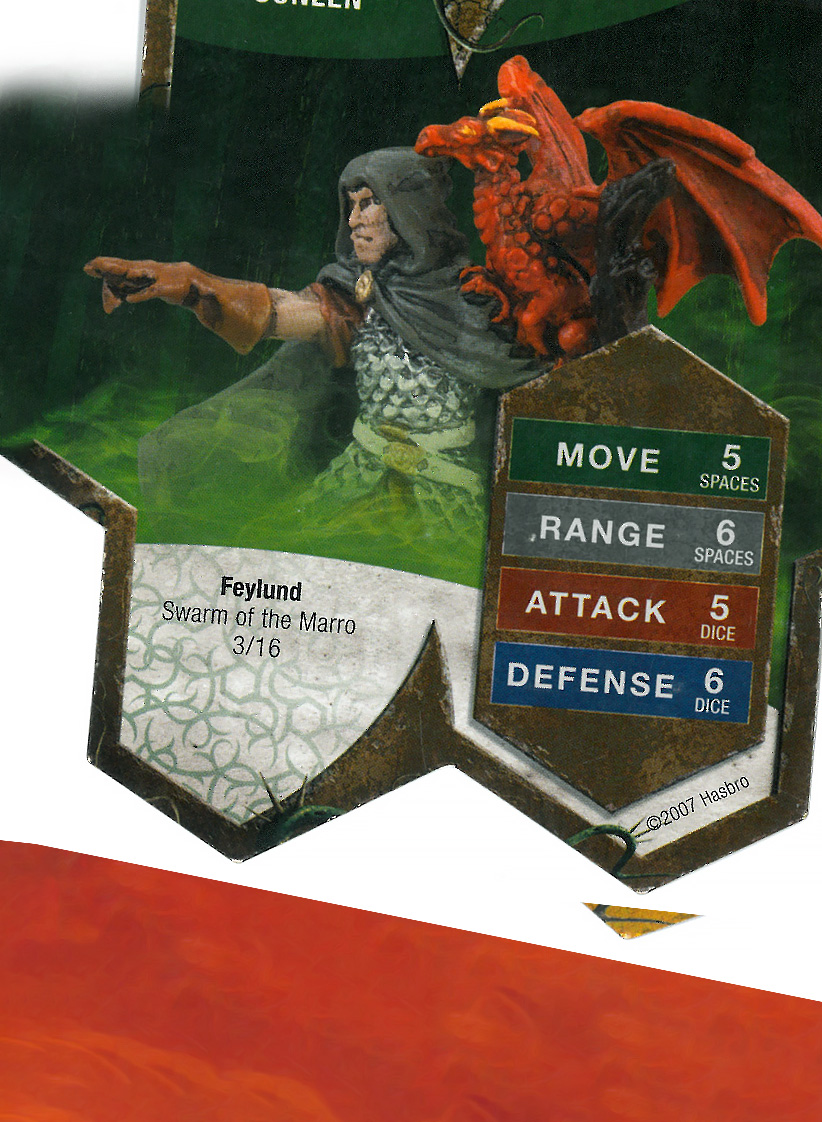 MOVE 5
SPACES
RANGE 6
SPACES
ATTACK 5
DICE
DEFENSE 6
DICE
Feylund
Swarm of the Marro
3/16
©2007 Hasbro